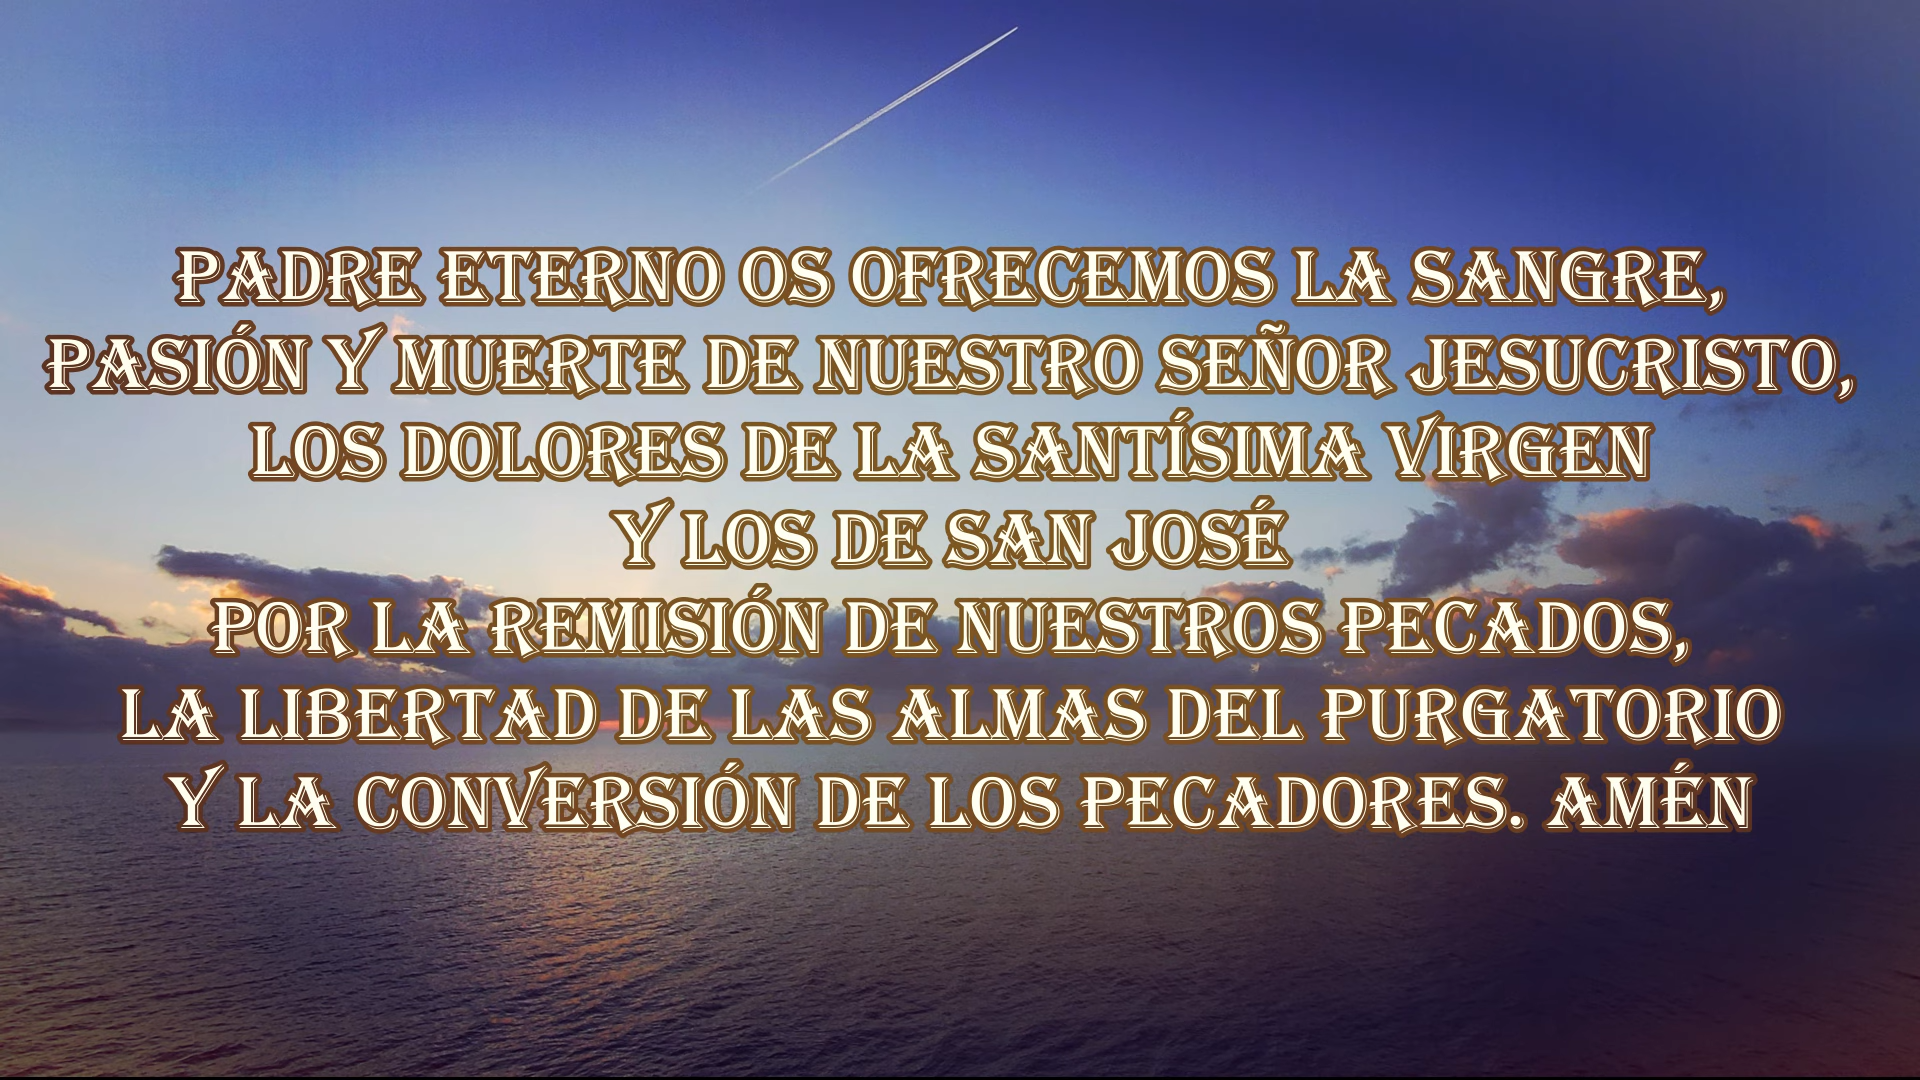 PADRE ETERNO OS OFRECEMOS LA SANGRE,
PASIÓN Y MUERTE DE NUESTRO SEÑOR JESUCRISTO,
LOS DOLORES DE LA SANTÍSIMA VIRGEN
Y LOS DE SAN JOSÉ
POR LA REMISIÓN DE NUESTROS PECADOS,
LA LIBERTAD DE LAS ALMAS DEL PURGATORIO
Y LA CONVERSIÓN DE LOS PECADORES. AMÉN